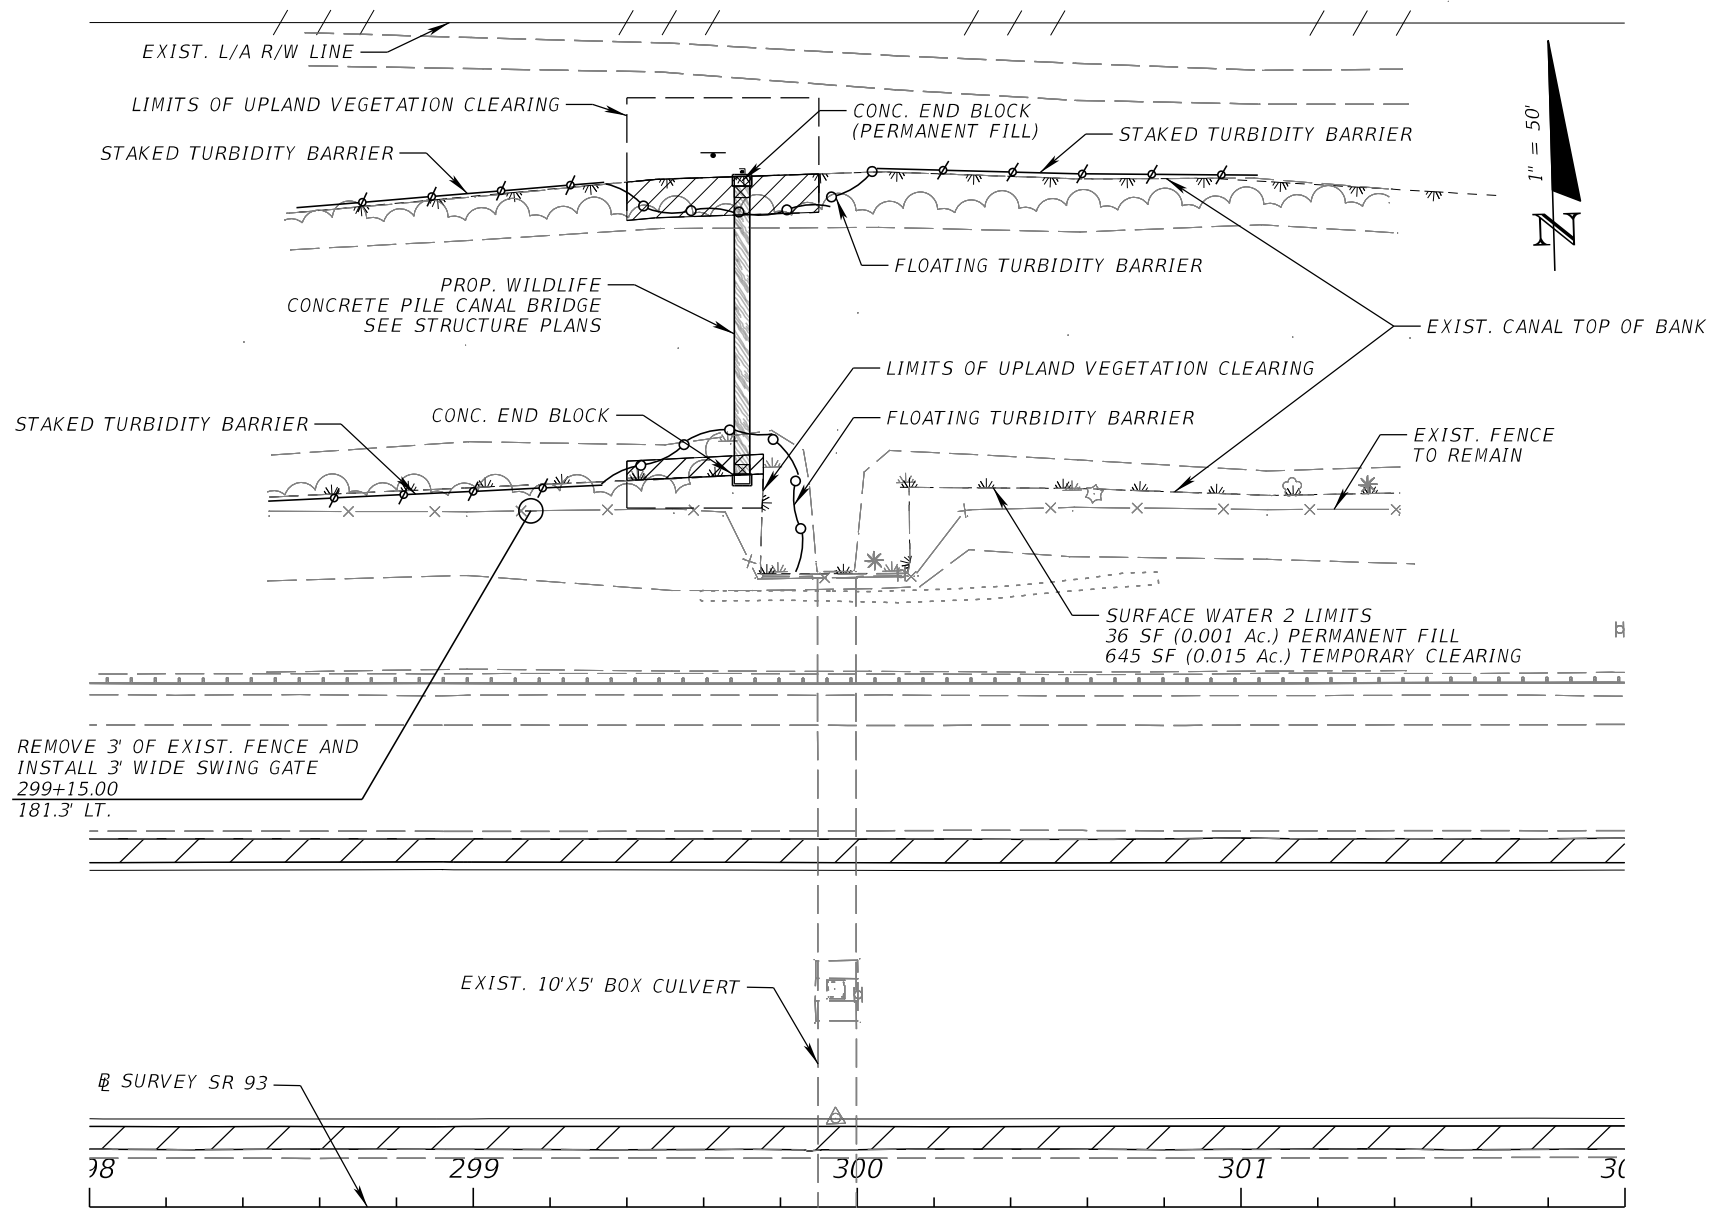 EXIST. L/A R/W LINE
LIMITS OF UPLAND VEGETATION CLEARING
CONC. END BLOCK
(PERMANENT FILL)
STAKED TURBIDITY BARRIER
STAKED TURBIDITY BARRIER
1" = 50'
N
FLOATING TURBIDITY BARRIER
PROP. WILDLIFE
CONCRETE PILE CANAL BRIDGE
SEE STRUCTURE PLANS
EXIST. CANAL TOP OF BANK
LIMITS OF UPLAND VEGETATION CLEARING
CONC. END BLOCK
FLOATING TURBIDITY BARRIER
STAKED TURBIDITY BARRIER
EXIST. FENCE
TO REMAIN
SURFACE WATER 2 LIMITS
36 SF (0.001 Ac.) PERMANENT FILL
645 SF (0.015 Ac.) TEMPORARY CLEARING
REMOVE 3' OF EXIST. FENCE AND
INSTALL 3' WIDE SWING GATE
299+15.00
181.3' LT.
EXIST. 10'X5' BOX CULVERT
BL SURVEY SR 93
98
299
300
301
30